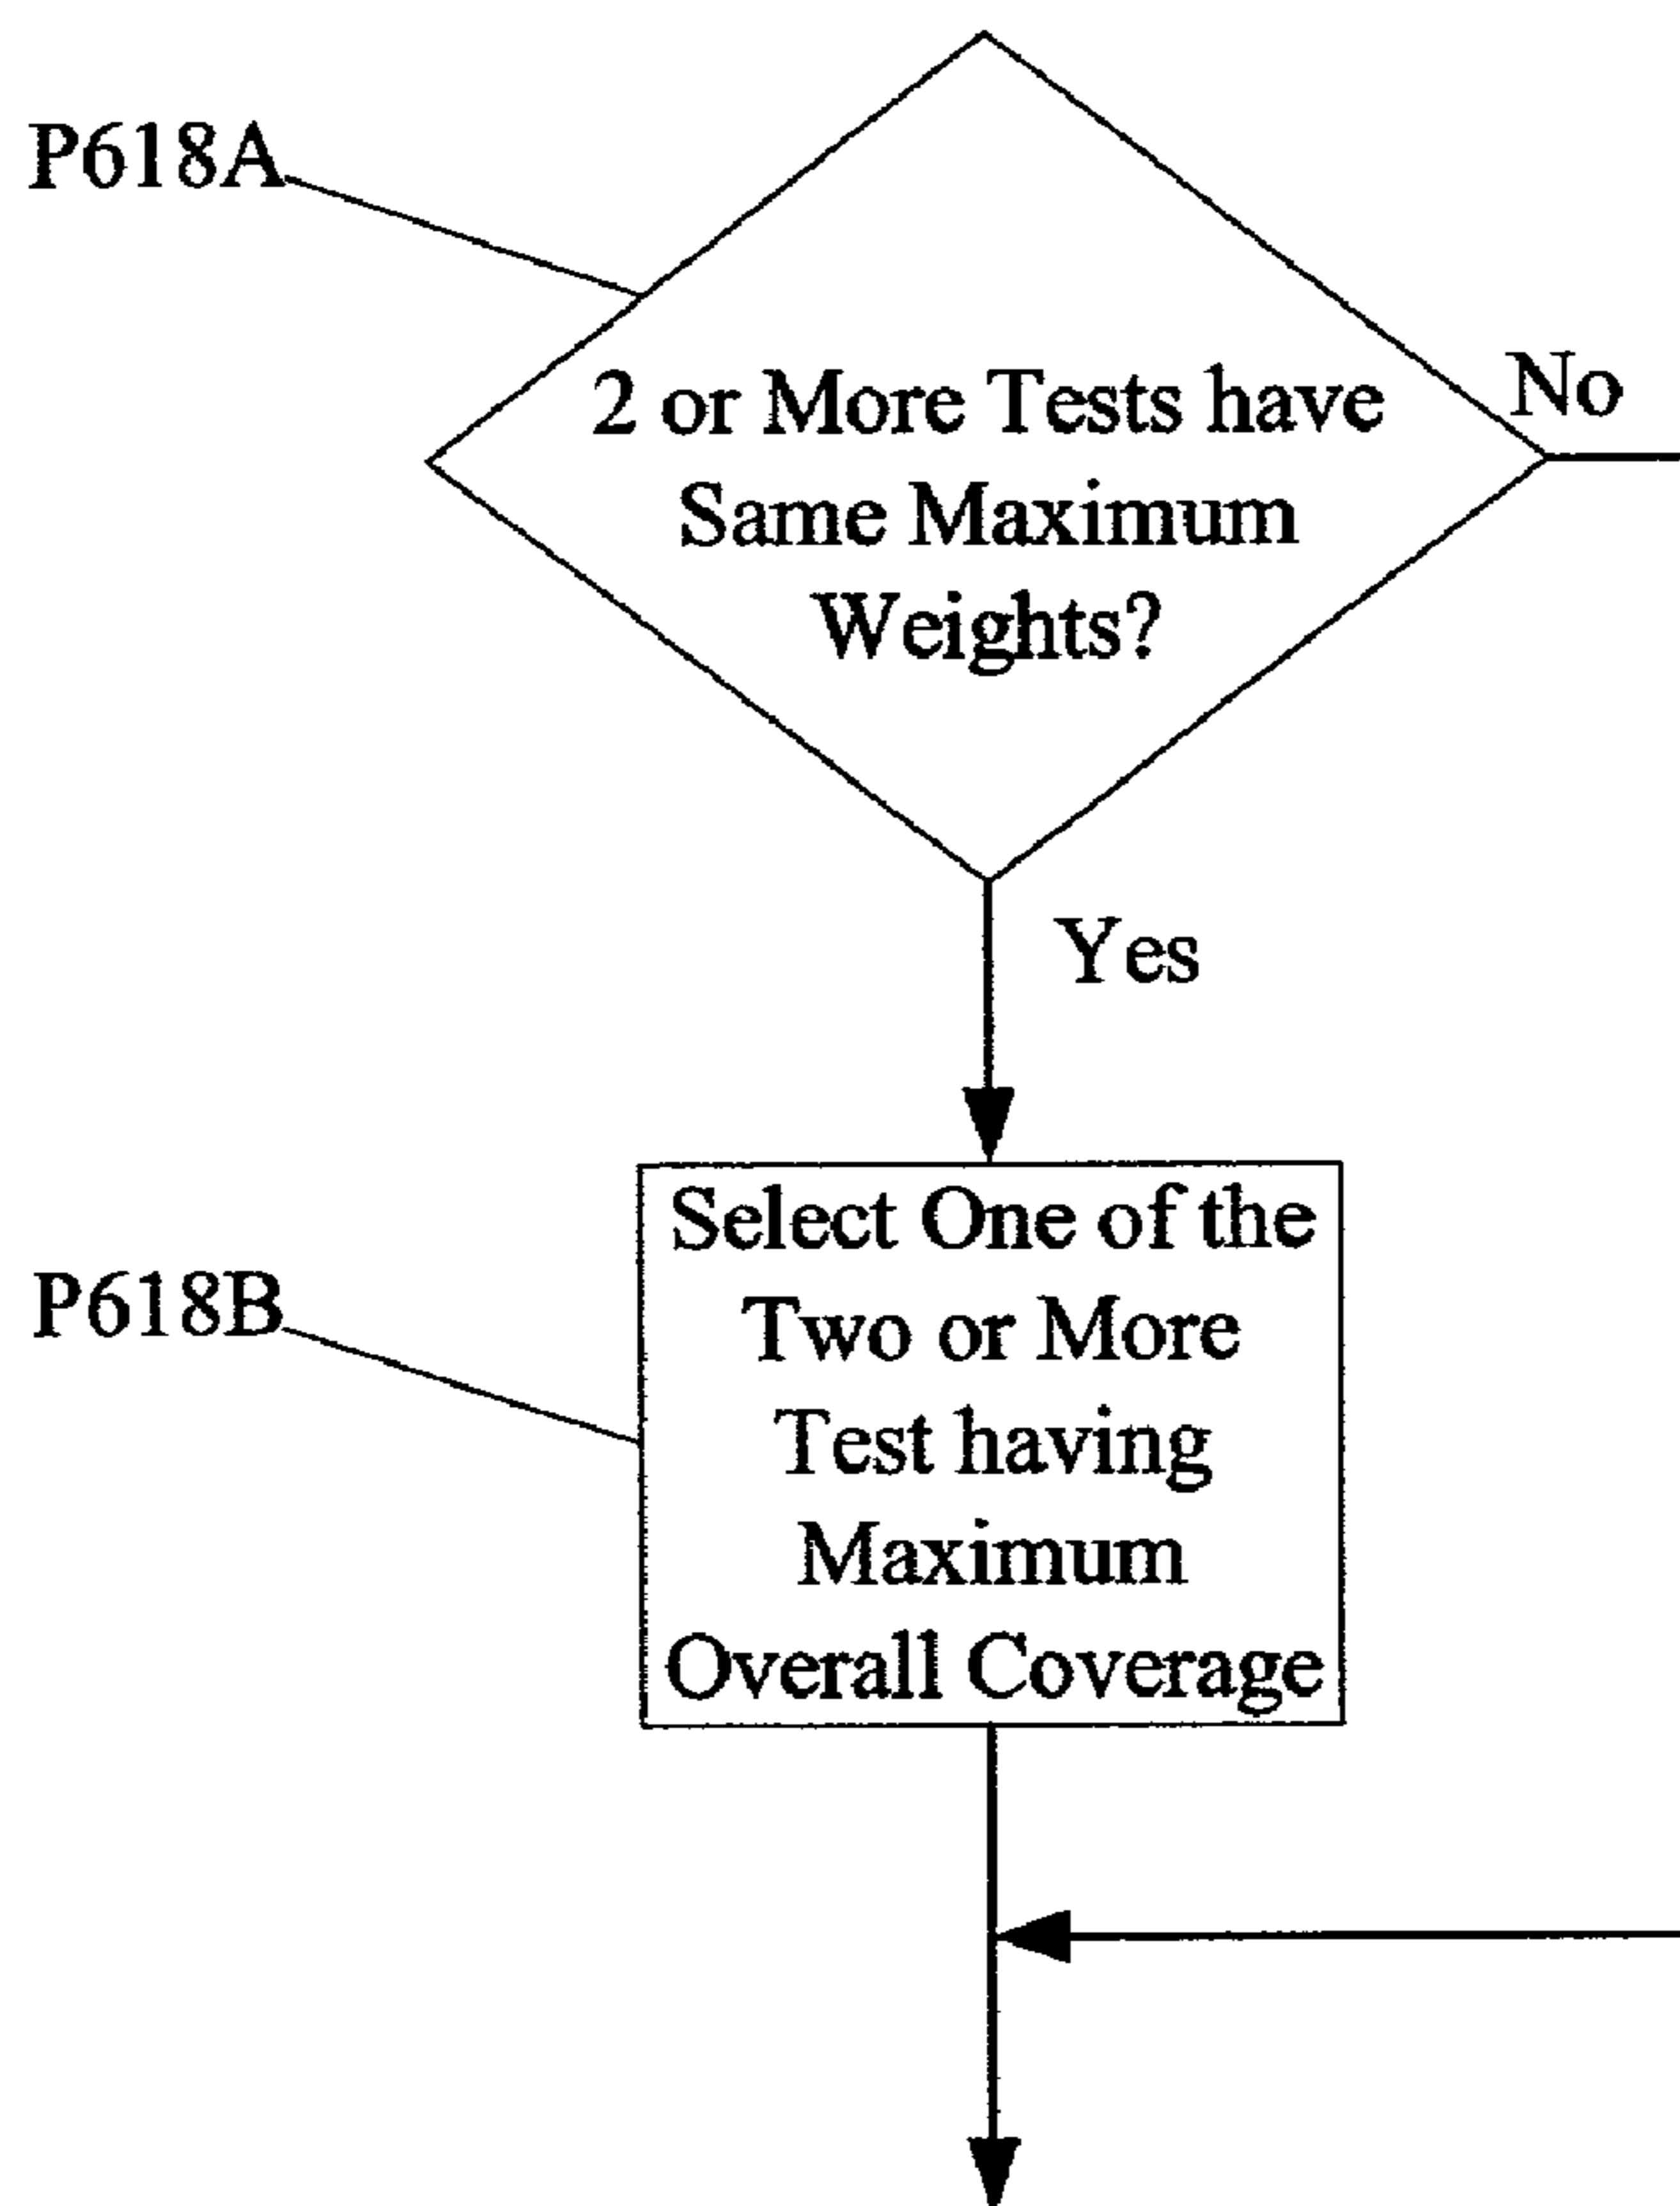 P618A
2 or More Tests have
Same Maximum
Weights?
No
Yes
P618B
Select One of the
Two or More
Test having
Maximum
Overall Coverage